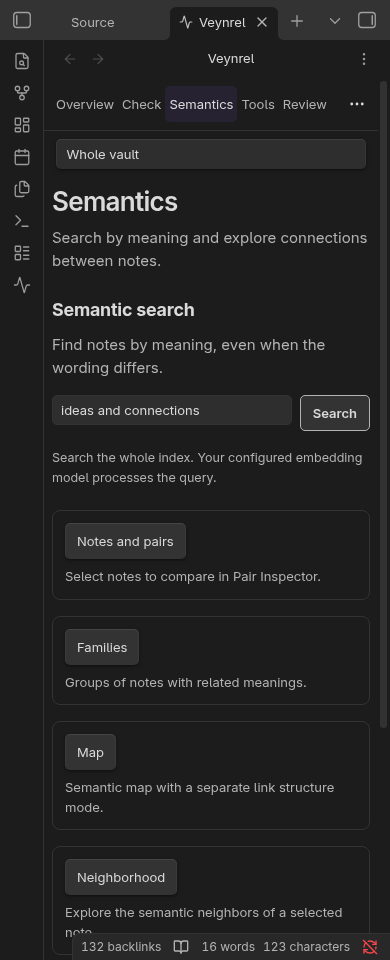 Source
Veynrel
Veynrel
Overview Check Semantics Tools Review
Whole vault
Semantics
Search by meaning and explore connections
between notes.
Semantic search
Find notes by meaning, even when the
wording differs.
ideas and connections
Search
Search the whole index. Your configured embedding
model processes the query.
Notes and pairs
Select notes to compare in Pair Inspector.
Families
Groups of notes with related meanings.
Map
Semantic map with a separate link structure
mode.
Neighborhood
Explore the semantic neighbors of a selected
note.
132 backlinks 16 words 123 characters